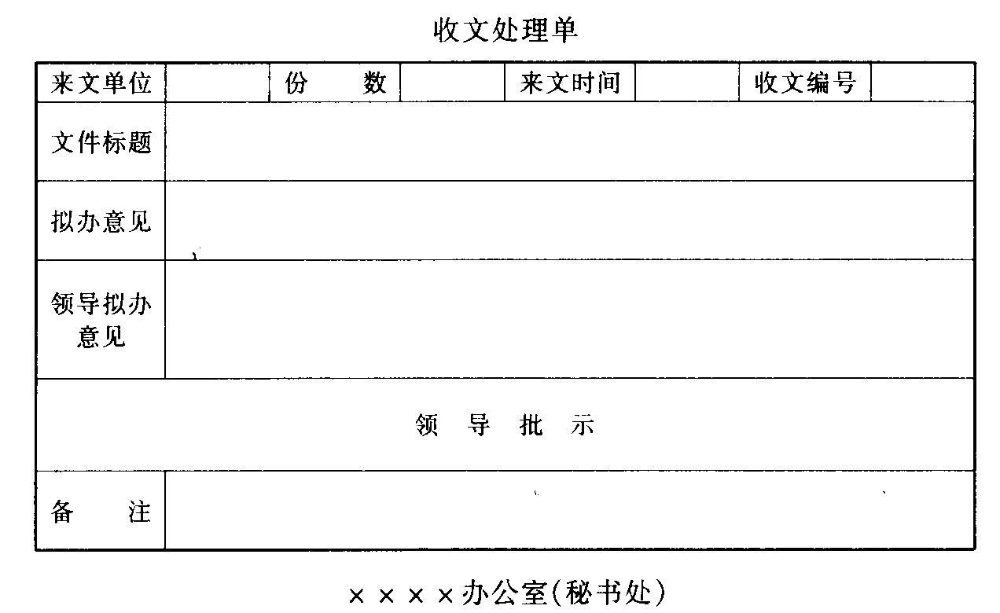 收文处理单
来文单位 份 数 来文时间 收文编号
文件标题
拟办意见
领导拟办
意见
领 导 批 示
备 注
××××办公室(秘书处)